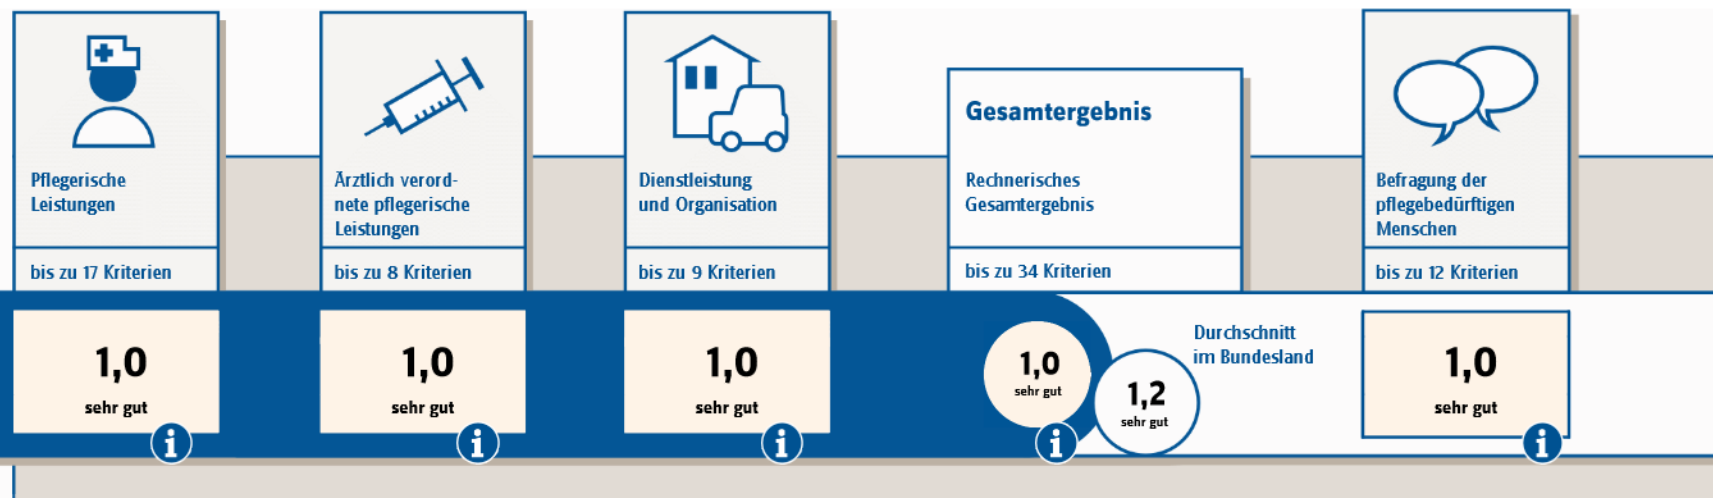 Pflegerische
Leistungen
bis zu 17 Kriterien
1,0
sehr gut
i
Ärztlich verord-
nete pflegerische
Leistungen
bis zu 8 Kriterien
1,0
sehr gut
i
Dienstleistung
und Organisation
bis zu 9 Kriterien
1,0
sehr gut
i
Gesamtergebnis
Rechnerisches
Gesamtergebnis
bis zu 34 Kriterien
1,0
sehr gut
i
1,2
sehr gut
Durchschnitt
im Bundesland
Befragung der
pflegebedürftigen
Menschen
bis zu 12 Kriterien
1,0
sehr gut
i